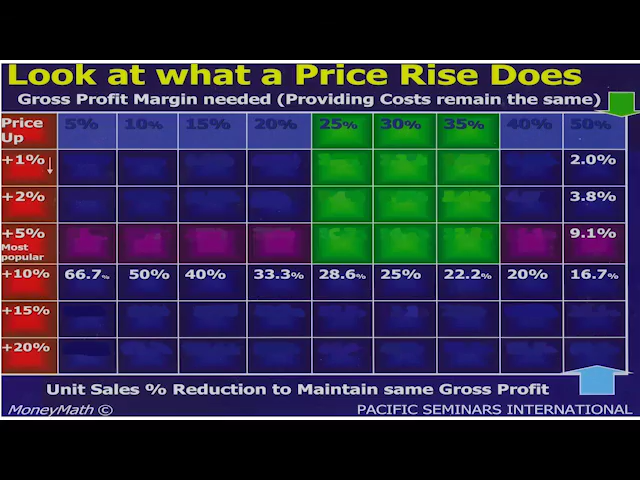 Look at what a Price Rise Does
Gross Profit Margin needed (Providing Costs remain the same)
Price Up 5% 10% 15% 20% 25% 30% 35% 40% 50%
+1% 2.0%
+2% 3.8%
+5% Most popular 9.1%
+10% 66.7% 50% 40% 33.3% 28.6% 25% 22.2% 20% 16.7%
+15%
+20%
Unit Sales % Reduction to Maintain same Gross Profit
MoneyMath © PACIFIC SEMINARS INTERNATIONAL